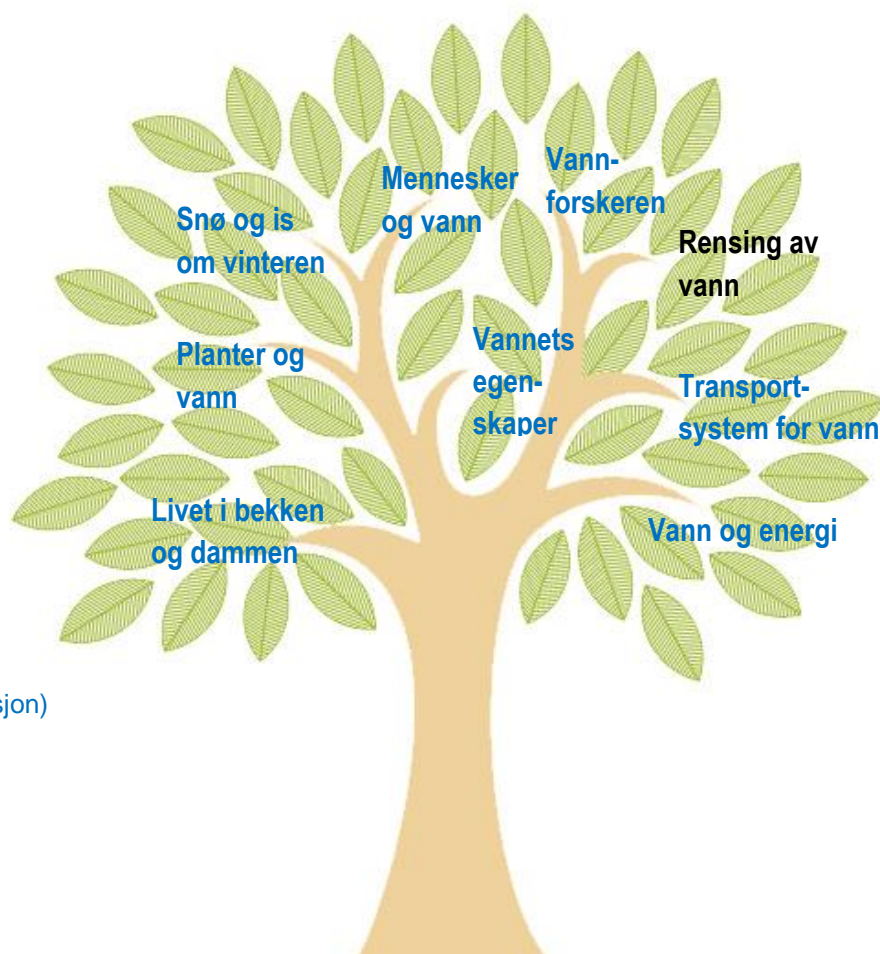 Mennesker
og vann
Vann-
forskeren
Snø og is
om vinteren
Rensing av
vann
Planter og
vann
Vannets
egen-
skaper
Transport-
system for vann
Livet i bekken
og dammen
Vann og energi
sjon)